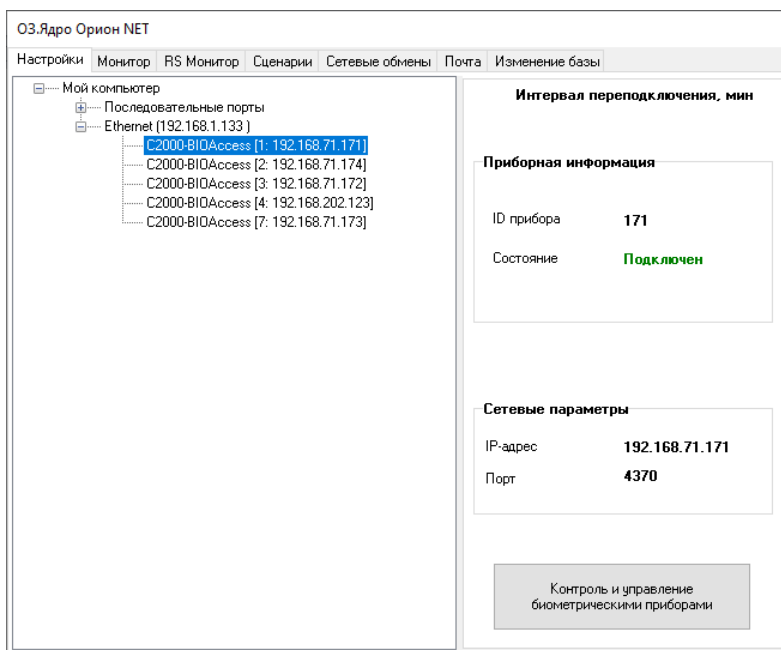 ОЗ.Ядро Орион NET
Настройки Монитор RS Монитор Сценарии Сетевые обмены Почта Изменение базы
Мой компьютер
Последовательные порты
Ethernet (192.168.1.133 )
C2000-BIOAccess [1: 192.168.71.171]
C2000-BIOAccess [2: 192.168.71.174]
C2000-BIOAccess [3: 192.168.71.172]
C2000-BIOAccess [4: 192.168.202.123]
C2000-BIOAccess [7: 192.168.71.173]
Интервал переподключения, мин
Приборная информация
ID прибора 171
Состояние Подключен
Сетевые параметры
IP-адрес 192.168.71.171
Порт 4370
Контроль и управление
биометрическими приборами